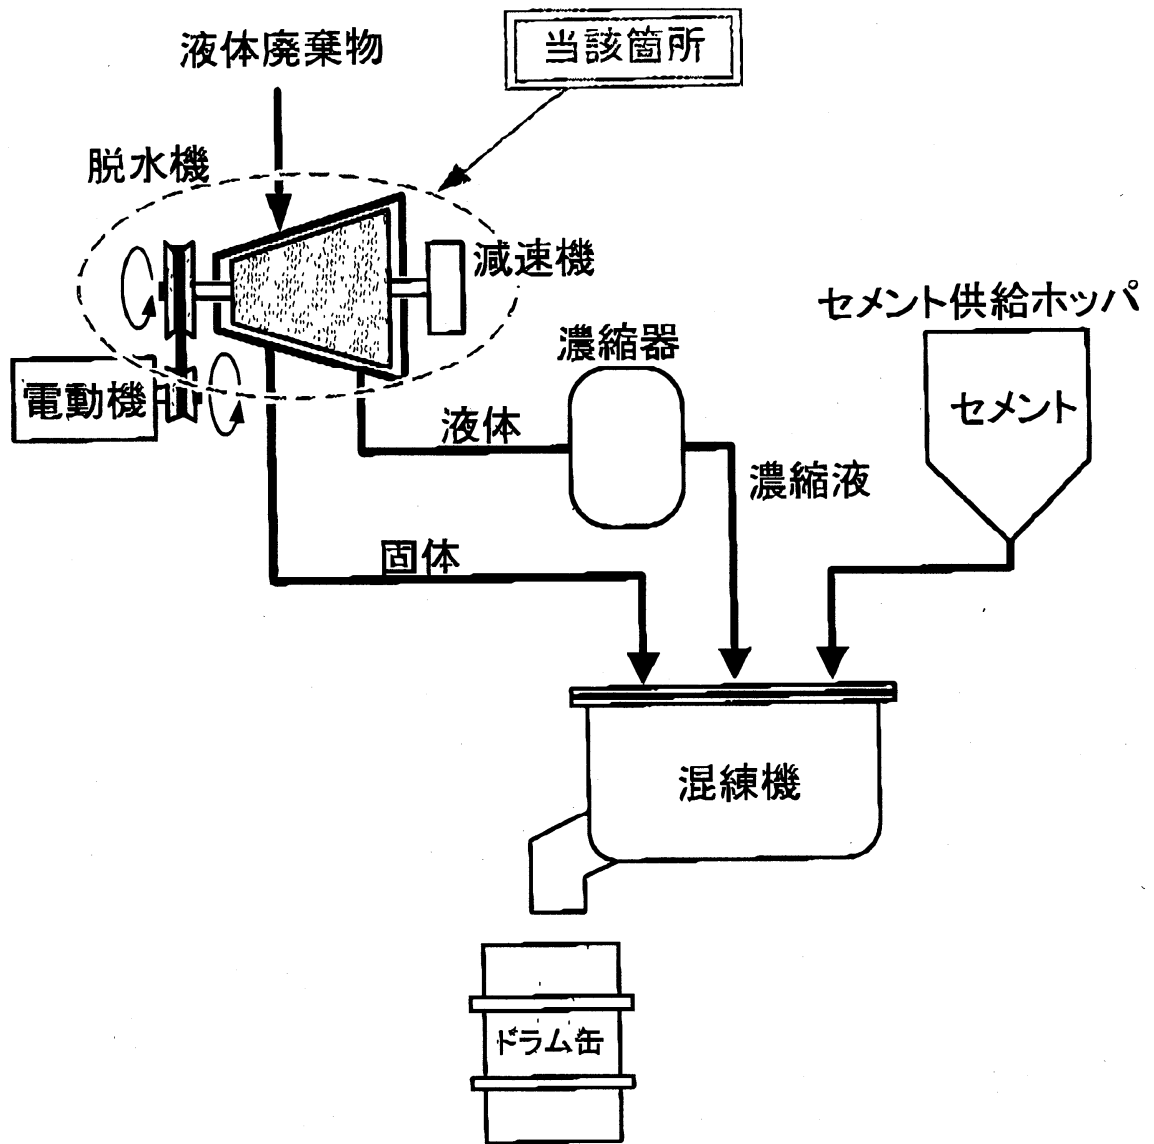 液体廃棄物
当該箇所
脱水機
減速機
セメント供給ホッパ
濃縮器
電動機
セメント
液体
濃縮液
固体
混練機
ドラム缶